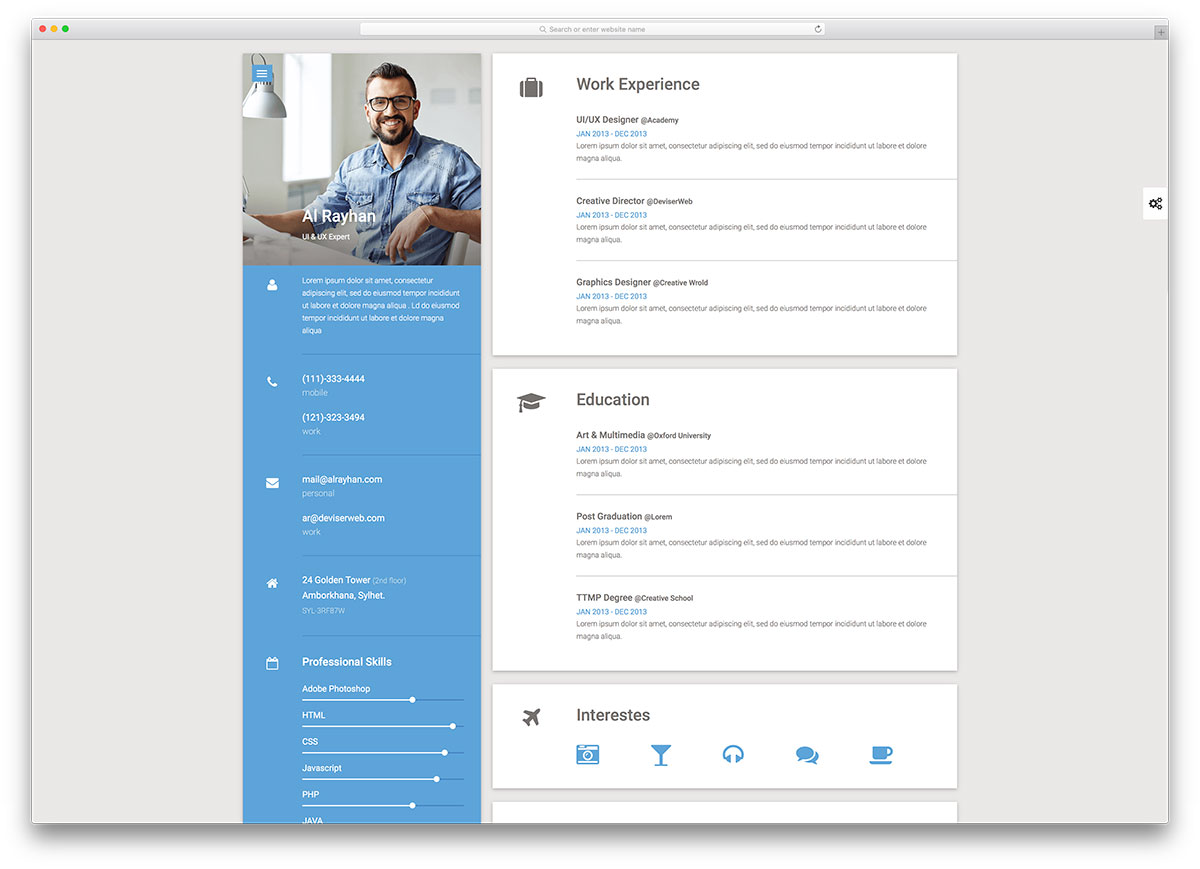 Search or enter website name
Al Rayhan
UI & UX Expert
Lorem ipsum dolor sit amet, consectetur
adipiscing elit, sed do eiusmod tempor incididunt
ut labore et dolore magna aliqua . Ld do eiusmod
tempor incididunt ut labore et dolore magna
aliqua
(111)-333-4444
mobile
(121)-323-3494
work
mail@alrayhan.com
personal
ar@deviserweb.com
work
24 Golden Tower (2nd floor)
Amborkhana, Sylhet.
SYL-3RF87W
Professional Skills
Adobe Photoshop
HTML
CSS
Javascript
PHP
JAVA
Work Experience
UI/UX Designer @Academy
JAN 2013 - DEC 2013
Lorem ipsum dolor sit amet, consectetur adipiscing elit, sed do eiusmod tempor incididunt ut labore et dolore
magna aliqua.
Creative Director @DeviserWeb
JAN 2013 - DEC 2013
Lorem ipsum dolor sit amet, consectetur adipiscing elit, sed do eiusmod tempor incididunt ut labore et dolore
magna aliqua.
Graphics Designer @Creative Wrold
JAN 2013 - DEC 2013
Lorem ipsum dolor sit amet, consectetur adipiscing elit, sed do eiusmod tempor incididunt ut labore et dolore
magna aliqua.
Education
Art & Multimedia @Oxford University
JAN 2013 - DEC 2013
Lorem ipsum dolor sit amet, consectetur adipiscing elit, sed do eiusmod tempor incididunt ut labore et dolore
magna aliqua.
Post Graduation @Lorem
JAN 2013 - DEC 2013
Lorem ipsum dolor sit amet, consectetur adipiscing elit, sed do eiusmod tempor incididunt ut labore et dolore
magna aliqua.
TTMP Degree @Creative School
JAN 2013 - DEC 2013
Lorem ipsum dolor sit amet, consectetur adipiscing elit, sed do eiusmod tempor incididunt ut labore et dolore
magna aliqua.
Interestes